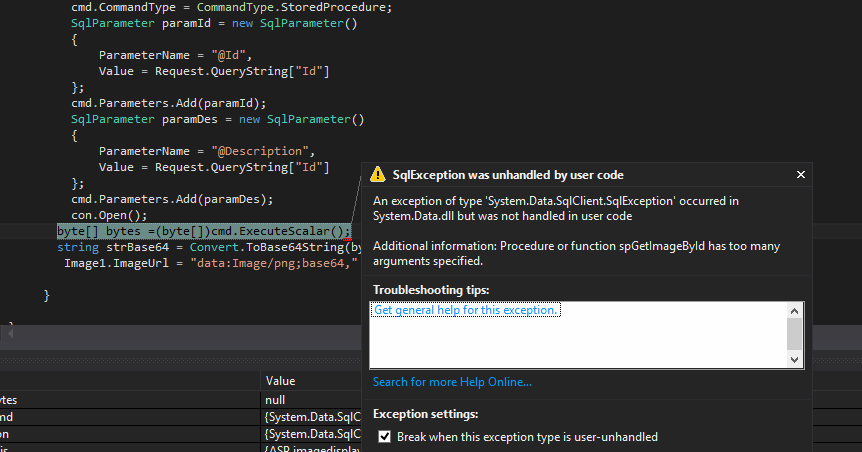 cmd.CommandType = CommandType.StoredProcedure;
SqlParameter paramId = new SqlParameter()
{
ParameterName = "@Id",
Value = Request.QueryString["Id"]
};
cmd.Parameters.Add(paramId);
SqlParameter paramDes = new SqlParameter()
{
ParameterName = "@Description",
Value = Request.QueryString["Id"]
};
cmd.Parameters.Add(paramDes);
con.Open();
byte[] bytes =(byte[])cmd.ExecuteScalar();
string strBase64 = Convert.ToBase64String(by
Image1.ImageUrl = "data:Image/png;base64,"
}
SqlException was unhandled by user code
An exception of type 'System.Data.SqlClient.SqlException' occurred in
System.Data.dll but was not handled in user code
Additional information: Procedure or function spGetImageById has too many
arguments specified.
Troubleshooting tips:
Get general help for this exception.
Search for more Help Online...
Exception settings:
Break when this exception type is user-unhandled
Value
ytes null
md {System.Data.SqlC
on {System.Data.SqlC
is {ASP.imagedisplay